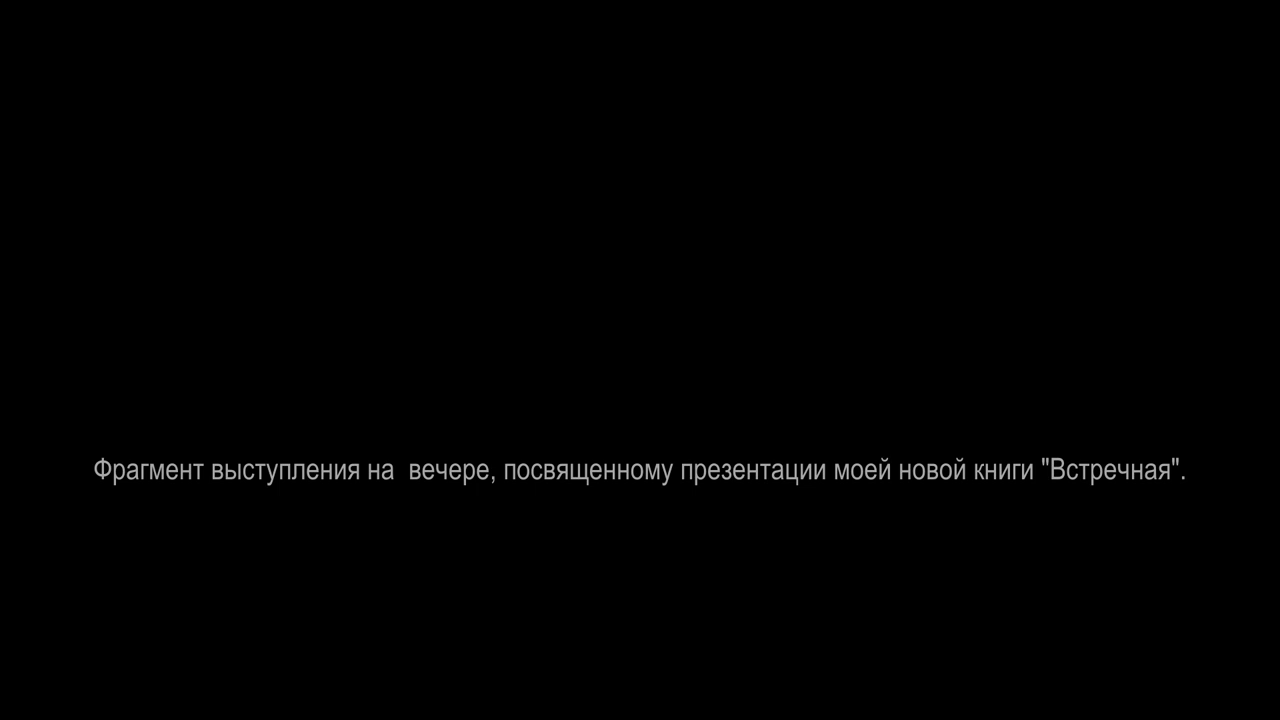 Фрагмент выступления на  вечере, посвященному презентации моей новой книги "Встречная".